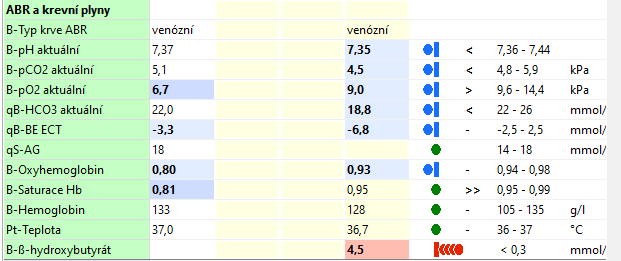 ABR a krevní plyny
B-Typ krve ABR venózní venózní
B-pH aktuální 7,37 7,35 < 7,36 - 7,44
B-pCO2 aktuální 5,1 4,5 < 4,8 - 5,9 kPa
B-pO2 aktuální 6,7 9,0 > 9,6 - 14,4 kPa
qB-HCO3 aktuální 22,0 18,8 < 22 - 26 mmol/
qB-BE ECT -3,3 -6,8 - -2,5 - 2,5 mmol/
qS-AG 18 14 - 18 mmol/
B-Oxyhemoglobin 0,80 0,93 - 0,94 - 0,98
B-Saturace Hb 0,81 0,95 >> 0,95 - 0,99
B-Hemoglobin 133 128 - 105 - 135 g/l
Pt-Teplota 37,0 36,7 - 36 - 37 °C
B-ß-hydroxybutyrát 4,5 < 0,3 mmol/